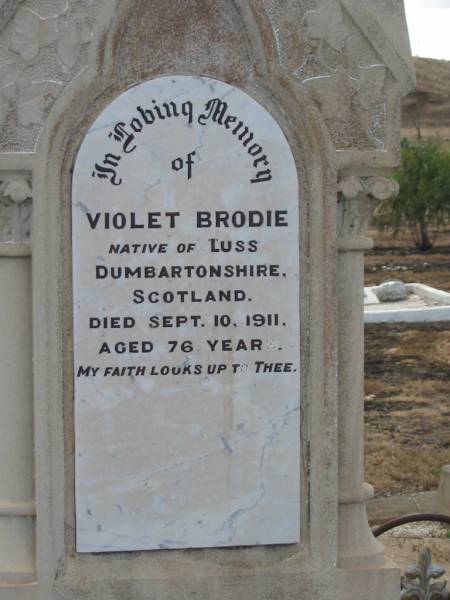 In Loving Memory
of
VIOLET BRODIE
NATIVE OF LUSS
DUMBARTONSHIRE,
SCOTLAND.
DIED SEPT. 10, 1911,
AGED 76 YEARS.
MY FAITH LOOKS UP TO THEE.